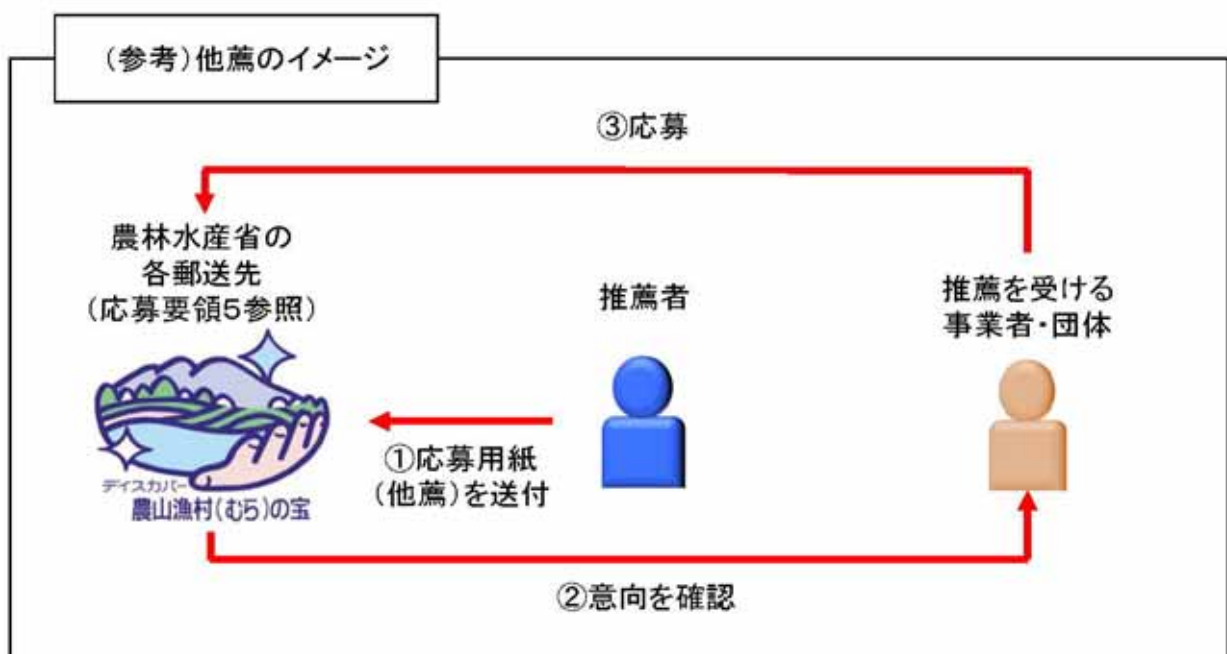 (参考)他薦のイメージ
③応募
農林水産省の
各郵送先
(応募要領5参照)
推薦者
推薦を受ける
事業者・団体
①応募用紙
(他薦)を送付
ディスカバー
農山漁村(むら)の宝
②意向を確認